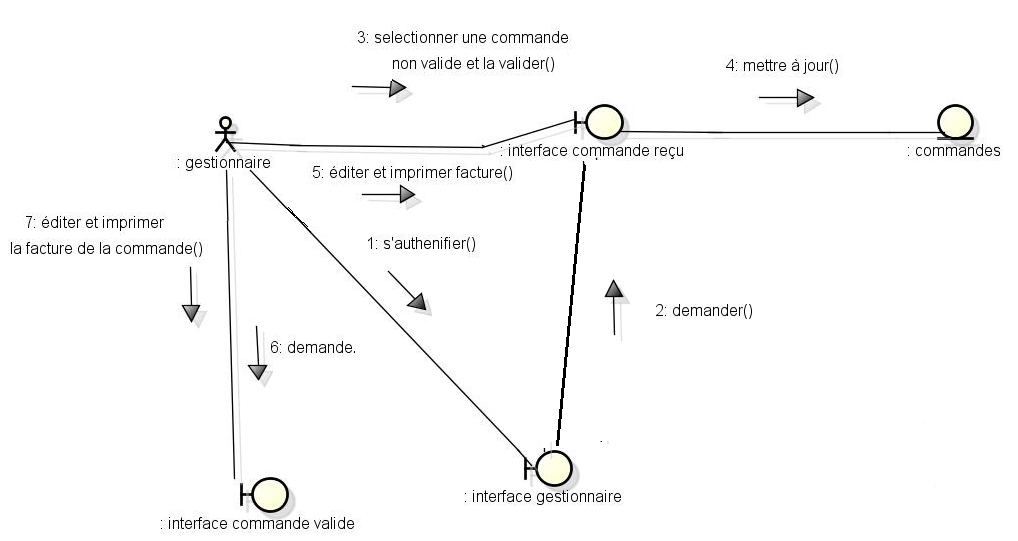 3: selectionner une commande
non valide et la valider()
4: mettre à jour()
: gestionnaire
: interface commande reçu
: commandes
5: éditer et imprimer facture()
7: éditer et imprimer
la facture de la commande()
1: s'authenifier()
2: demander()
6: demande.
: interface gestionnaire
: interface commande valide